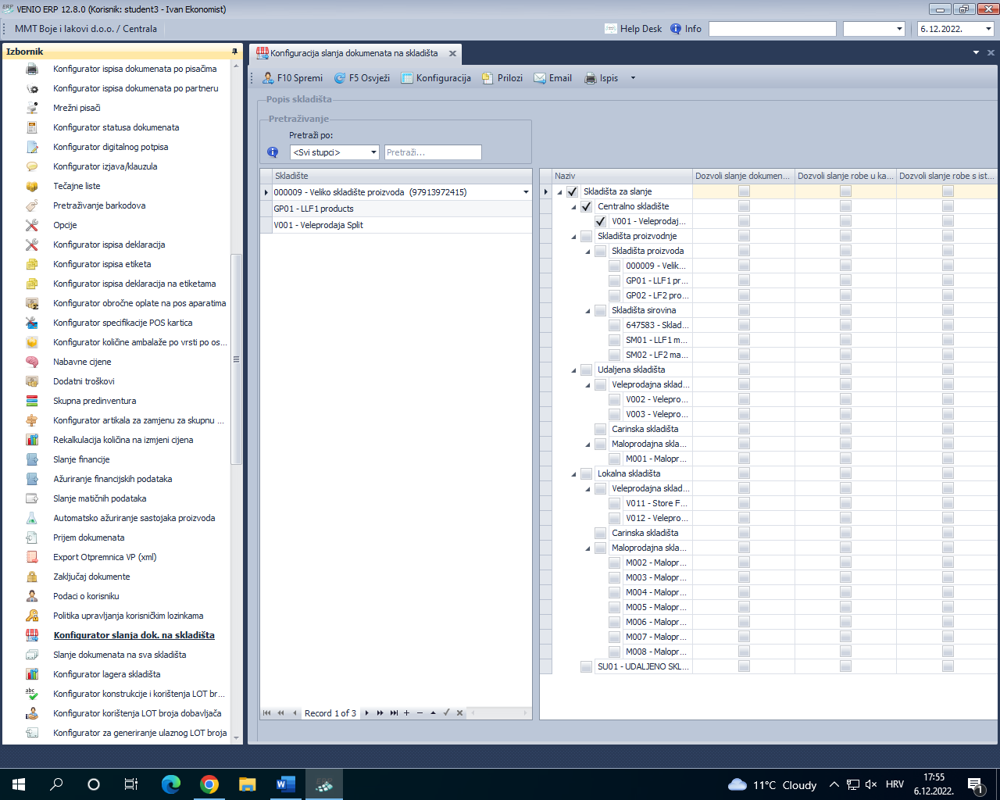 ERP VENIO ERP 12.8.0 (Korisnik: student3 - Ivan Ekonomist)
MMT Boje i lakovi d.o.o. / Centrala
Help Desk
Info
6.12.2022.
Izbornik
Konfigurator ispisa dokumenata po pisačima
Konfigurator ispisa dokumenata po partneru
Mrežni pisači
Konfigurator statusa dokumenata
Konfigurator digitalnog potpisa
Konfigurator izjava/klauzula
Tečajne liste
Pretraživanje barkodova
Opcije
Konfigurator ispisa deklaracija
Konfigurator ispisa etiketa
Konfigurator ispisa deklaracija na etiketama
Konfigurator obročne oplate na pos aparatima
Konfigurator specifikacije POS kartica
Konfigurator količine ambalaže po vrsti po os...
Nabavne cijene
Dodatni troškovi
Skupna predinventura
Konfigurator artikala za zamjenu za skupnu ...
Rekalkulacija količina na izmjeni cijena
Slanje financije
Ažuriranje financijskih podataka
Slanje matičnih podataka
Automatsko ažuriranje sastojaka proizvoda
Prijem dokumenata
Export Otpremnica VP (xml)
Zaključaj dokumente
Podaci o korisniku
Politika upravljanja korisničkim lozinkama
Konfigurator slanja dok. na skladišta
Slanje dokumenata na sva skladišta
Konfigurator lagera skladišta
abc Konfigurator konstrukcije i korištenja LOT br...
Konfigurator korištenja LOT broja dobavljača
Konfigurator za generiranje ulaznog LOT broja
Konfiguracija slanja dokumenata na skladišta
F10 Spremi
F5 Osvježi
Konfiguracija
Prilozi
Email
Ispis
Popis skladišta
Pretraživanje
Pretraži po:
<Svi stupci>
Pretraži...
Skladište
000009 - Veliko skladište proizvoda  (97913972415)
GP01 - LLF1 products
V001 - Veleprodaja Split
Record 1 of 3
Naziv
Dozvoli slanje dokumen...
Dozvoli slanje robe u ka...
Dozvoli slanje robe s ist...
Skladišta za slanje
Centralno skladište
V001 - Veleprodaj...
Skladišta proizvodnje
Skladišta proizvoda
000009 - Velik...
GP01 - LLF1 pr...
GP02 - LF2 pro...
Skladišta sirovina
647583 - Sklad...
SM01 - LLF1 m...
SM02 - LF2 ma...
Udaljena skladišta
Veleprodajna sklad...
V002 - Velepro...
V003 - Velepro...
Carinska skladišta
Maloprodajna skla...
M001 - Malopr...
Lokalna skladišta
Veleprodajna sklad...
V011 - Store F...
V012 - Velepro...
Carinska skladišta
Maloprodajna skla...
M002 - Malopr...
M003 - Malopr...
M004 - Malopr...
M005 - Malopr...
M006 - Malopr...
M007 - Malopr...
M008 - Malopr...
SU01 - UDALJENO SKL...
11°C Cloudy
HRV
17:55
6.12.2022.
1